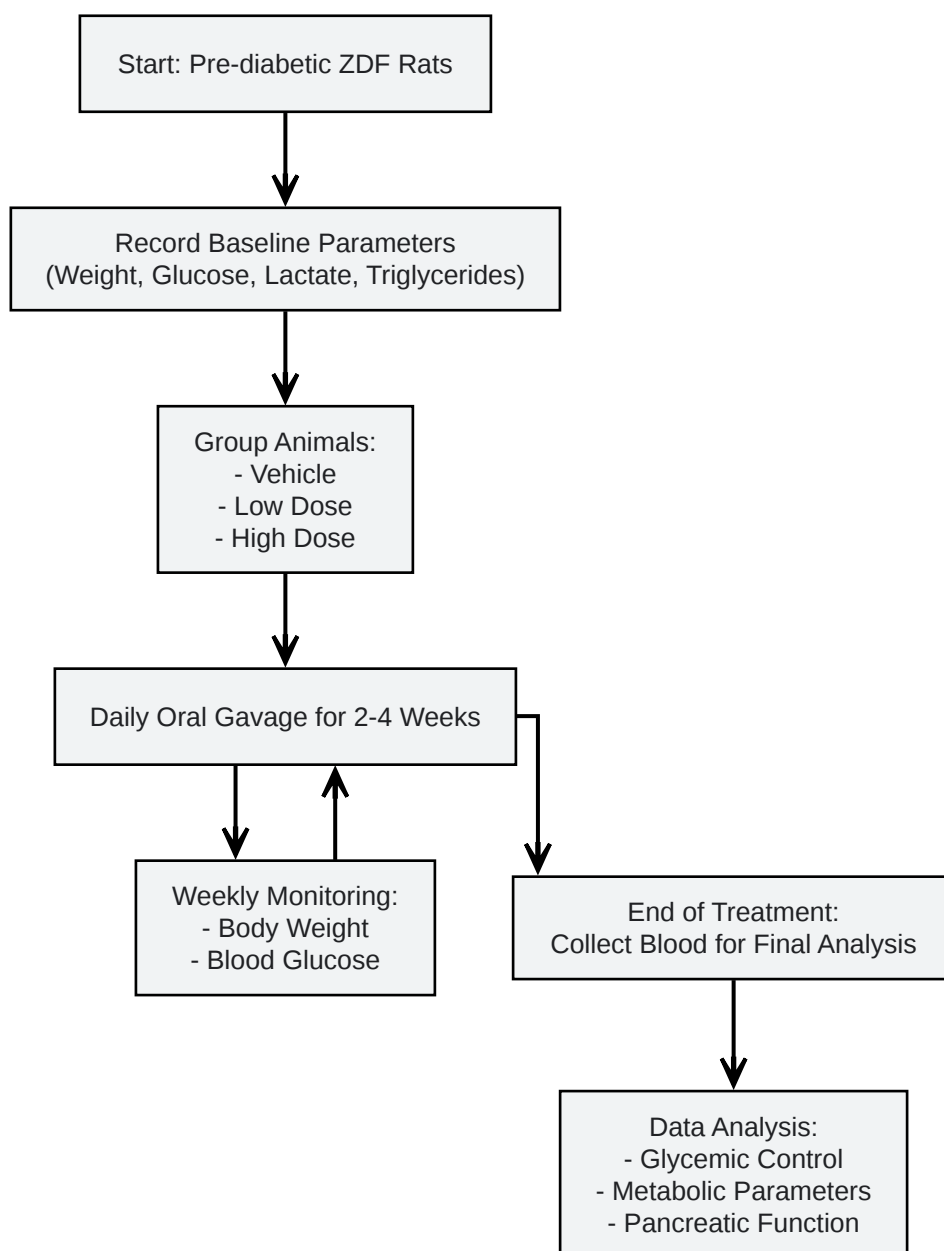 Start: Pre-diabetic ZDF Rats
Record Baseline Parameters
(Weight, Glucose, Lactate, Triglycerides)
Group Animals:
- Vehicle
- Low Dose
- High Dose
Daily Oral Gavage for 2-4 Weeks
Weekly Monitoring:
- Body Weight
- Blood Glucose
End of Treatment:
Collect Blood for Final Analysis
Data Analysis:
- Glycemic Control
- Metabolic Parameters
- Pancreatic Function